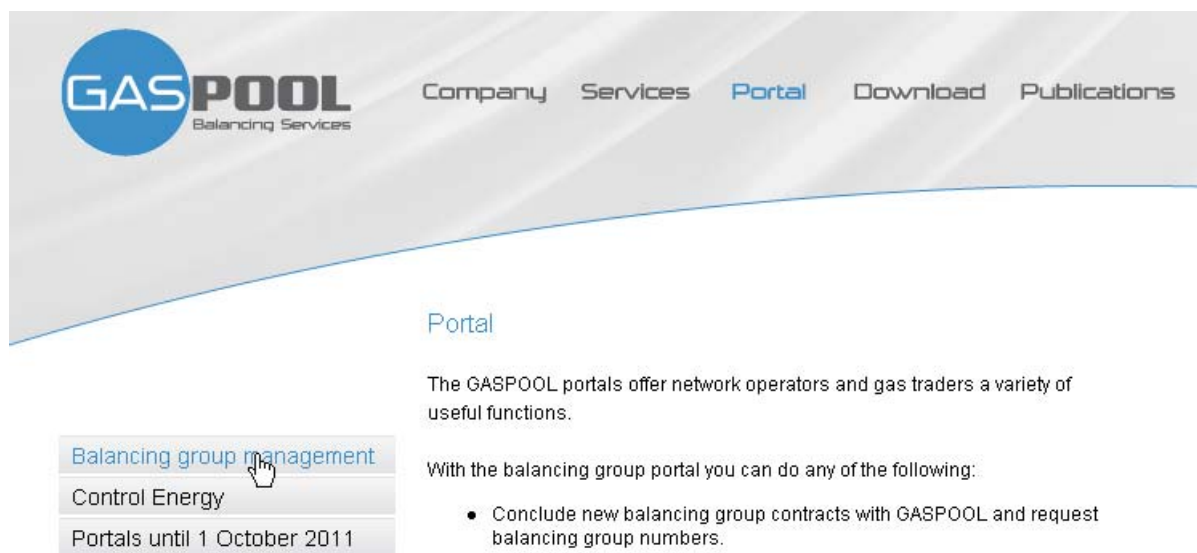 GASPOOL
Balancing Services
Company Services Portal Download Publications
Portal
The GASPOOL portals offer network operators and gas traders a variety of
useful functions.
Balancing group management
Control Energy
Portals until 1 October 2011
With the balancing group portal you can do any of the following:
• Conclude new balancing group contracts with GASPOOL and request
balancing group numbers.